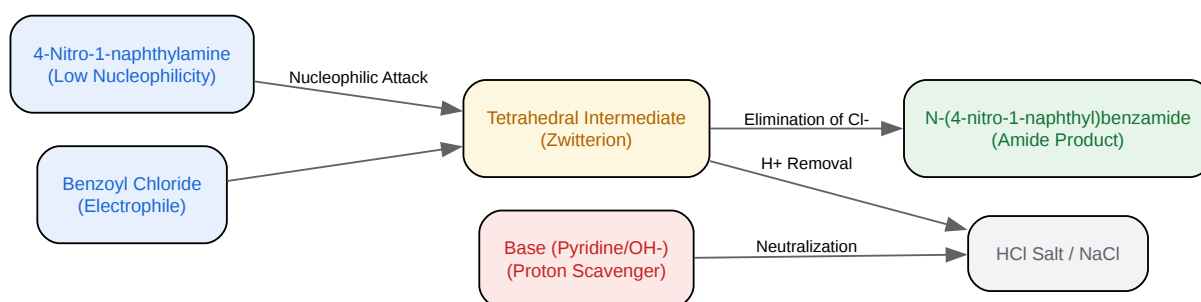 4-Nitro-1-naphthylamine
(Low Nucleophilicity)
Nucleophilic Attack
Benzoyl Chloride
(Electrophile)
Tetrahedral Intermediate
(Zwitterion)
Elimination of Cl-
N-(4-nitro-1-naphthyl)benzamide
(Amide Product)
H+ Removal
Base (Pyridine/OH-)
(Proton Scavenger)
Neutralization
HCl Salt / NaCl